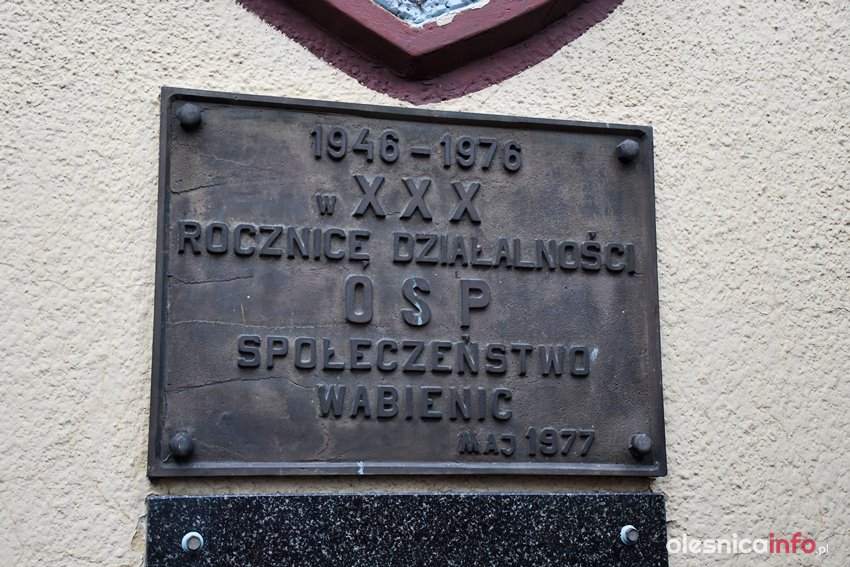 1946 - 1976
w XXX
ROCZNICĘ DZIAŁALNOŚCI
OSP
SPOŁECZEŃSTWO
WABIENIC
MAJ 1977
olesnicainfo.pl